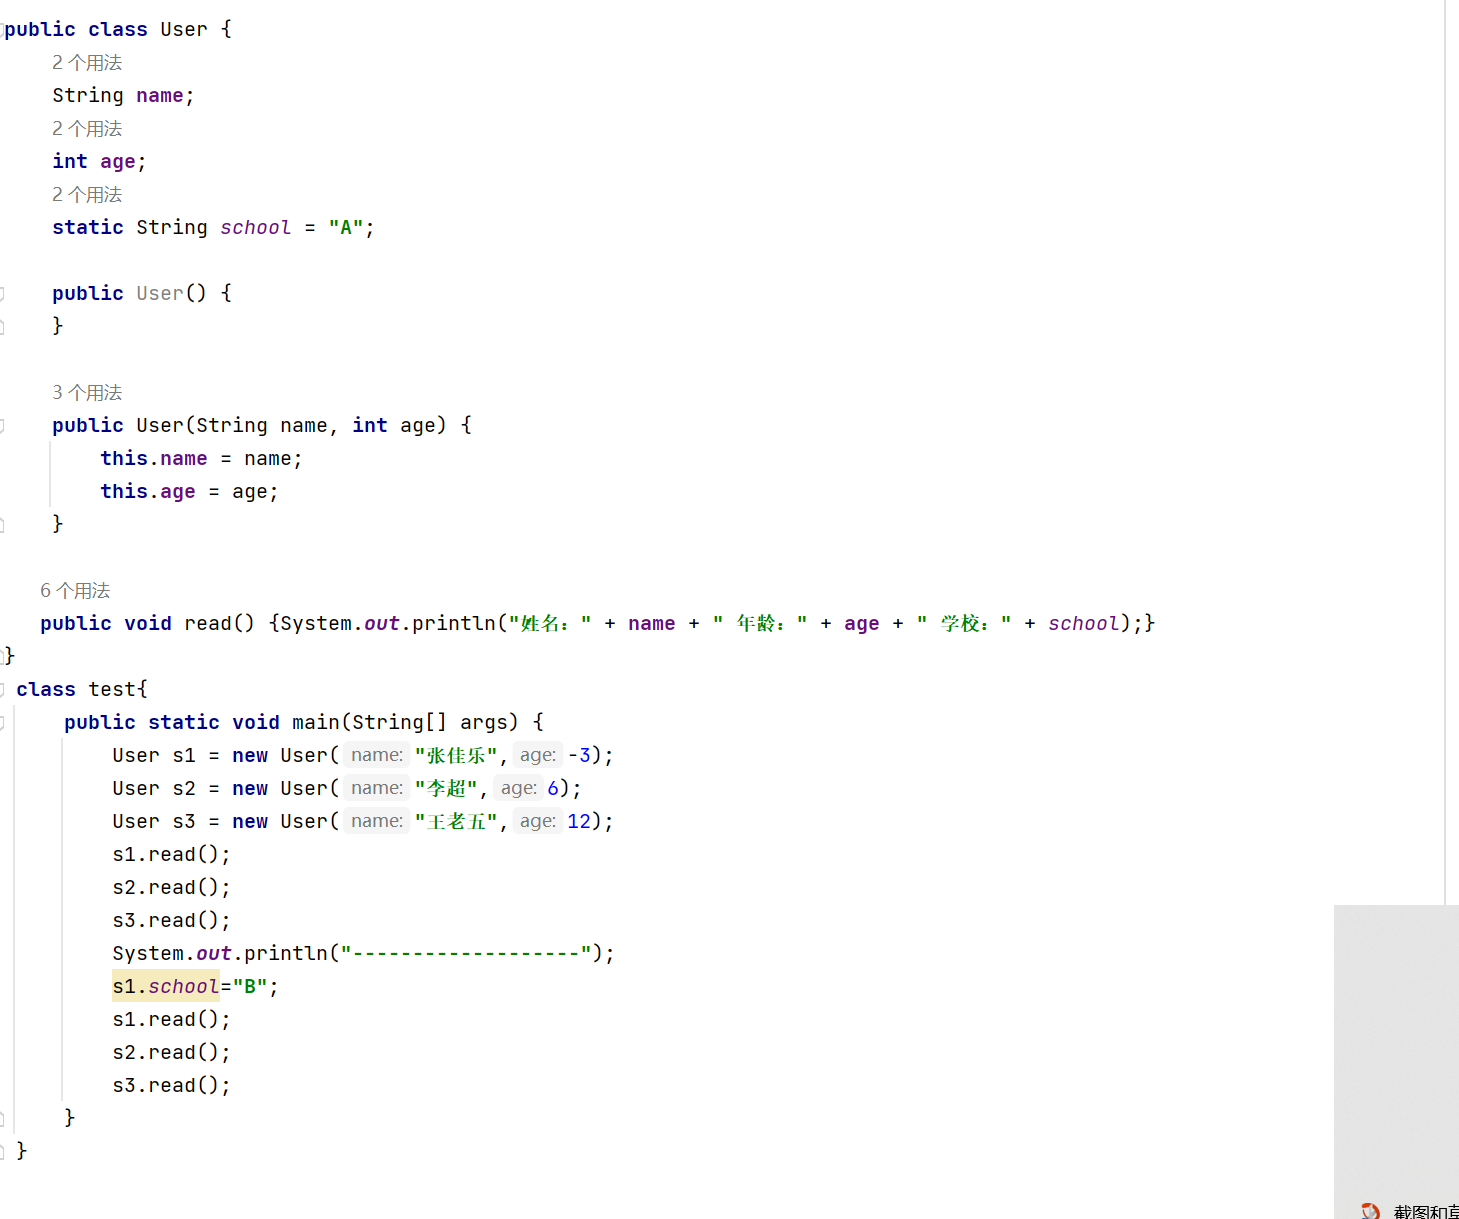 public class User {
2 个用法
String name;
2 个用法
int age;
2 个用法
static String school = "A";
public User() {
}
3 个用法
public User(String name, int age) {
this.name = name;
this.age = age;
}
6 个用法
public void read() {System.out.println("姓名：" + name + " 年龄：" + age + " 学校：" + school);}
}
class test{
public static void main(String[] args) {
User s1 = new User( name: "张佳乐", age: -3);
User s2 = new User( name: "李超", age: 6);
User s3 = new User( name: "王老五", age: 12);
s1.read();
s2.read();
s3.read();
System.out.println("-------------------");
s1.school="B";
s1.read();
s2.read();
s3.read();
}
}
截图和